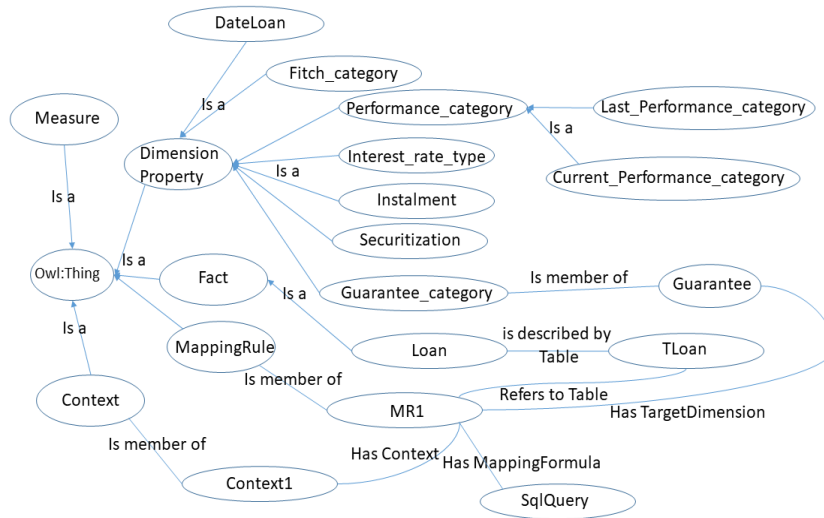 DateLoan
Fitch_category
Is a
Performance_category
Last_Performance_category
Measure
Is a
Dimension
Property
Interest_rate_type
Is a
Current_Performance_category
Is a
Instalment
Securitization
Owl:Thing
Is a
Fact
Guarantee_category
Is member of
Guarantee
Is a
Is a
MappingRule
Loan
is described by
Table
TLoan
Is member of
Refers to Table
Context
MR1
Has TargetDimension
Is member of
Has Context
Has MappingFormula
Context1
SqlQuery